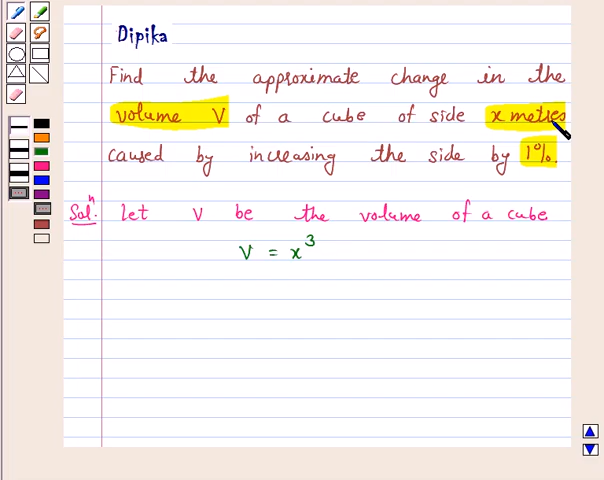 Dipika
Find the approximate change in the
volume V of a cube of side x metres
caused by increasing the side by 1%.
Solⁿ. Let V be the volume of a cube
V = x³